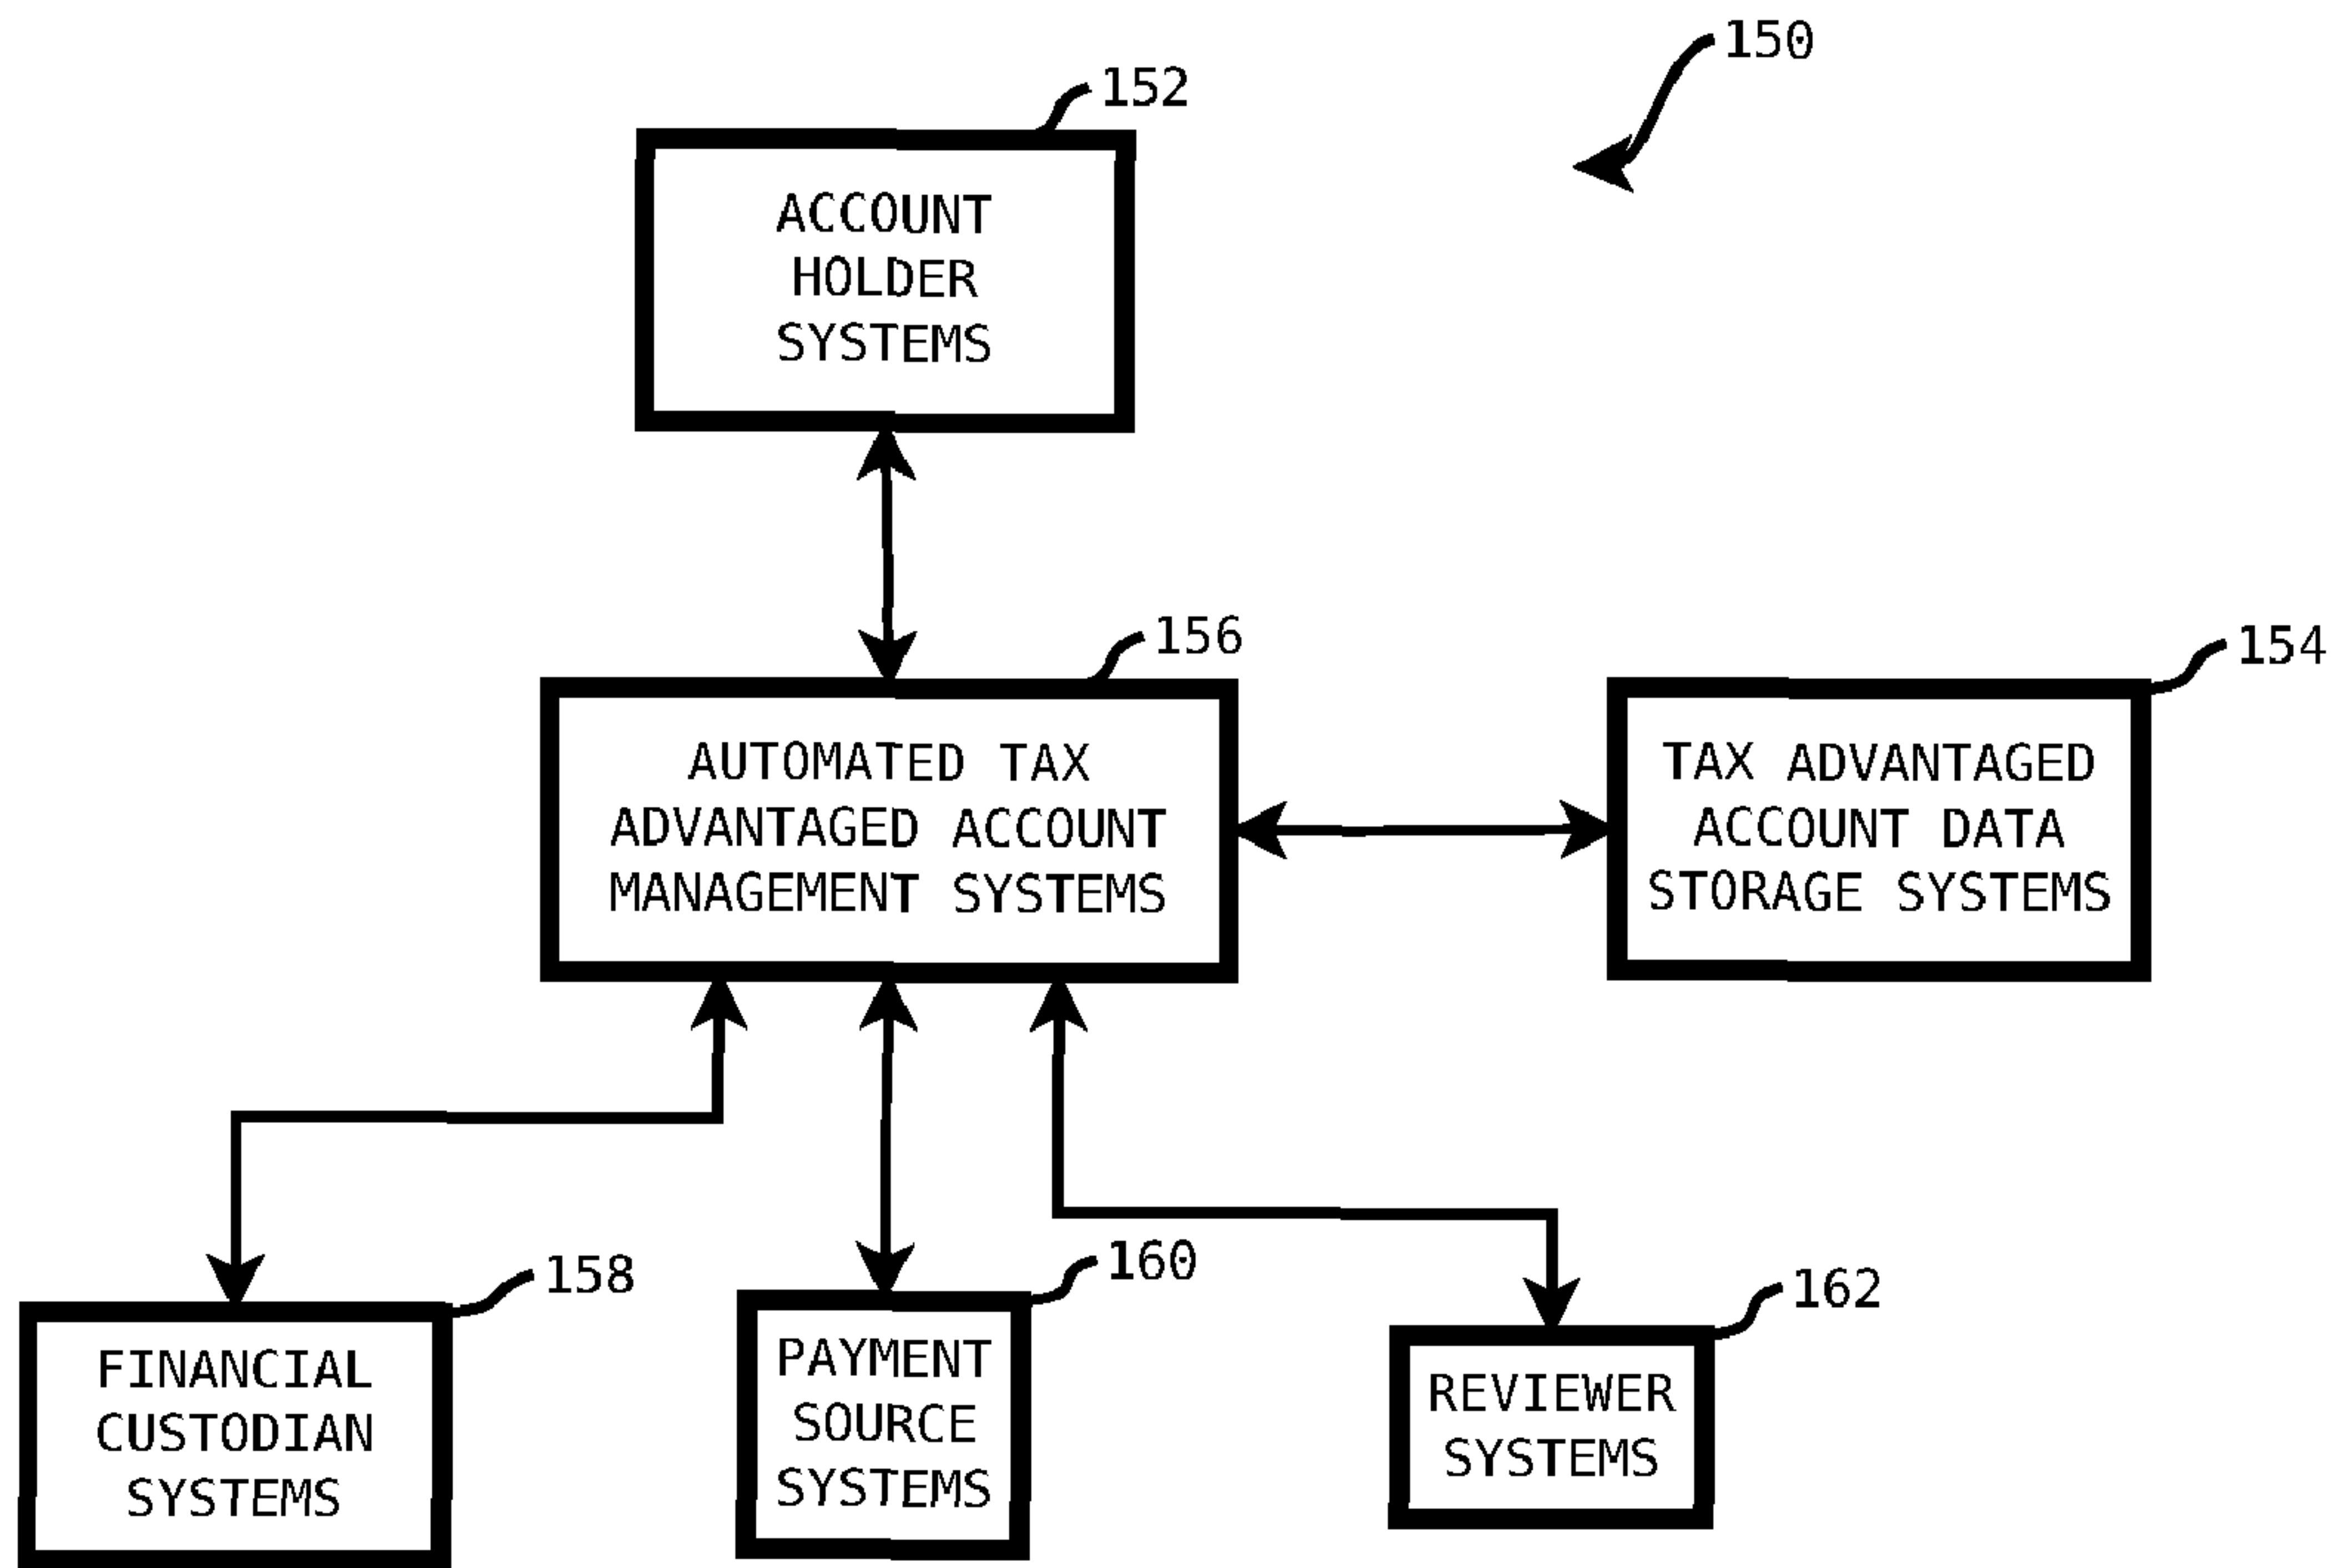 150
152
ACCOUNT
HOLDER
SYSTEMS
156
154
AUTOMATED TAX
ADVANTAGED ACCOUNT
MANAGEMENT SYSTEMS
TAX ADVANTAGED
ACCOUNT DATA
STORAGE SYSTEMS
158
160
162
FINANCIAL
CUSTODIAN
SYSTEMS
PAYMENT
SOURCE
SYSTEMS
REVIEWER
SYSTEMS